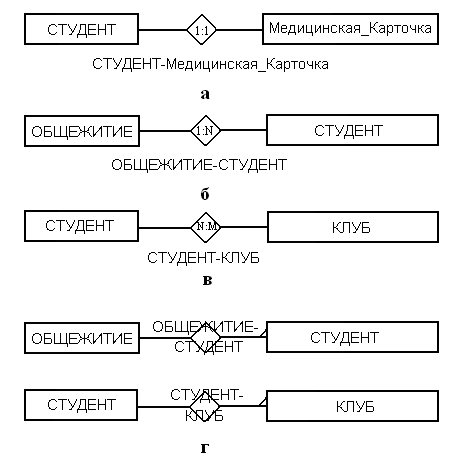 СТУДЕНТ 1:1 Медицинская_Карточка
СТУДЕНТ-Медицинская_Карточка
а
ОБЩЕЖИТИЕ 1:N СТУДЕНТ
ОБЩЕЖИТИЕ-СТУДЕНТ
б
СТУДЕНТ N:M КЛУБ
СТУДЕНТ-КЛУБ
в
ОБЩЕЖИТИЕ ОБЩЕЖИТИЕ- СТУДЕНТ
СТУДЕНТ
СТУДЕНТ СТУДЕНТ- КЛУБ
КЛУБ
г